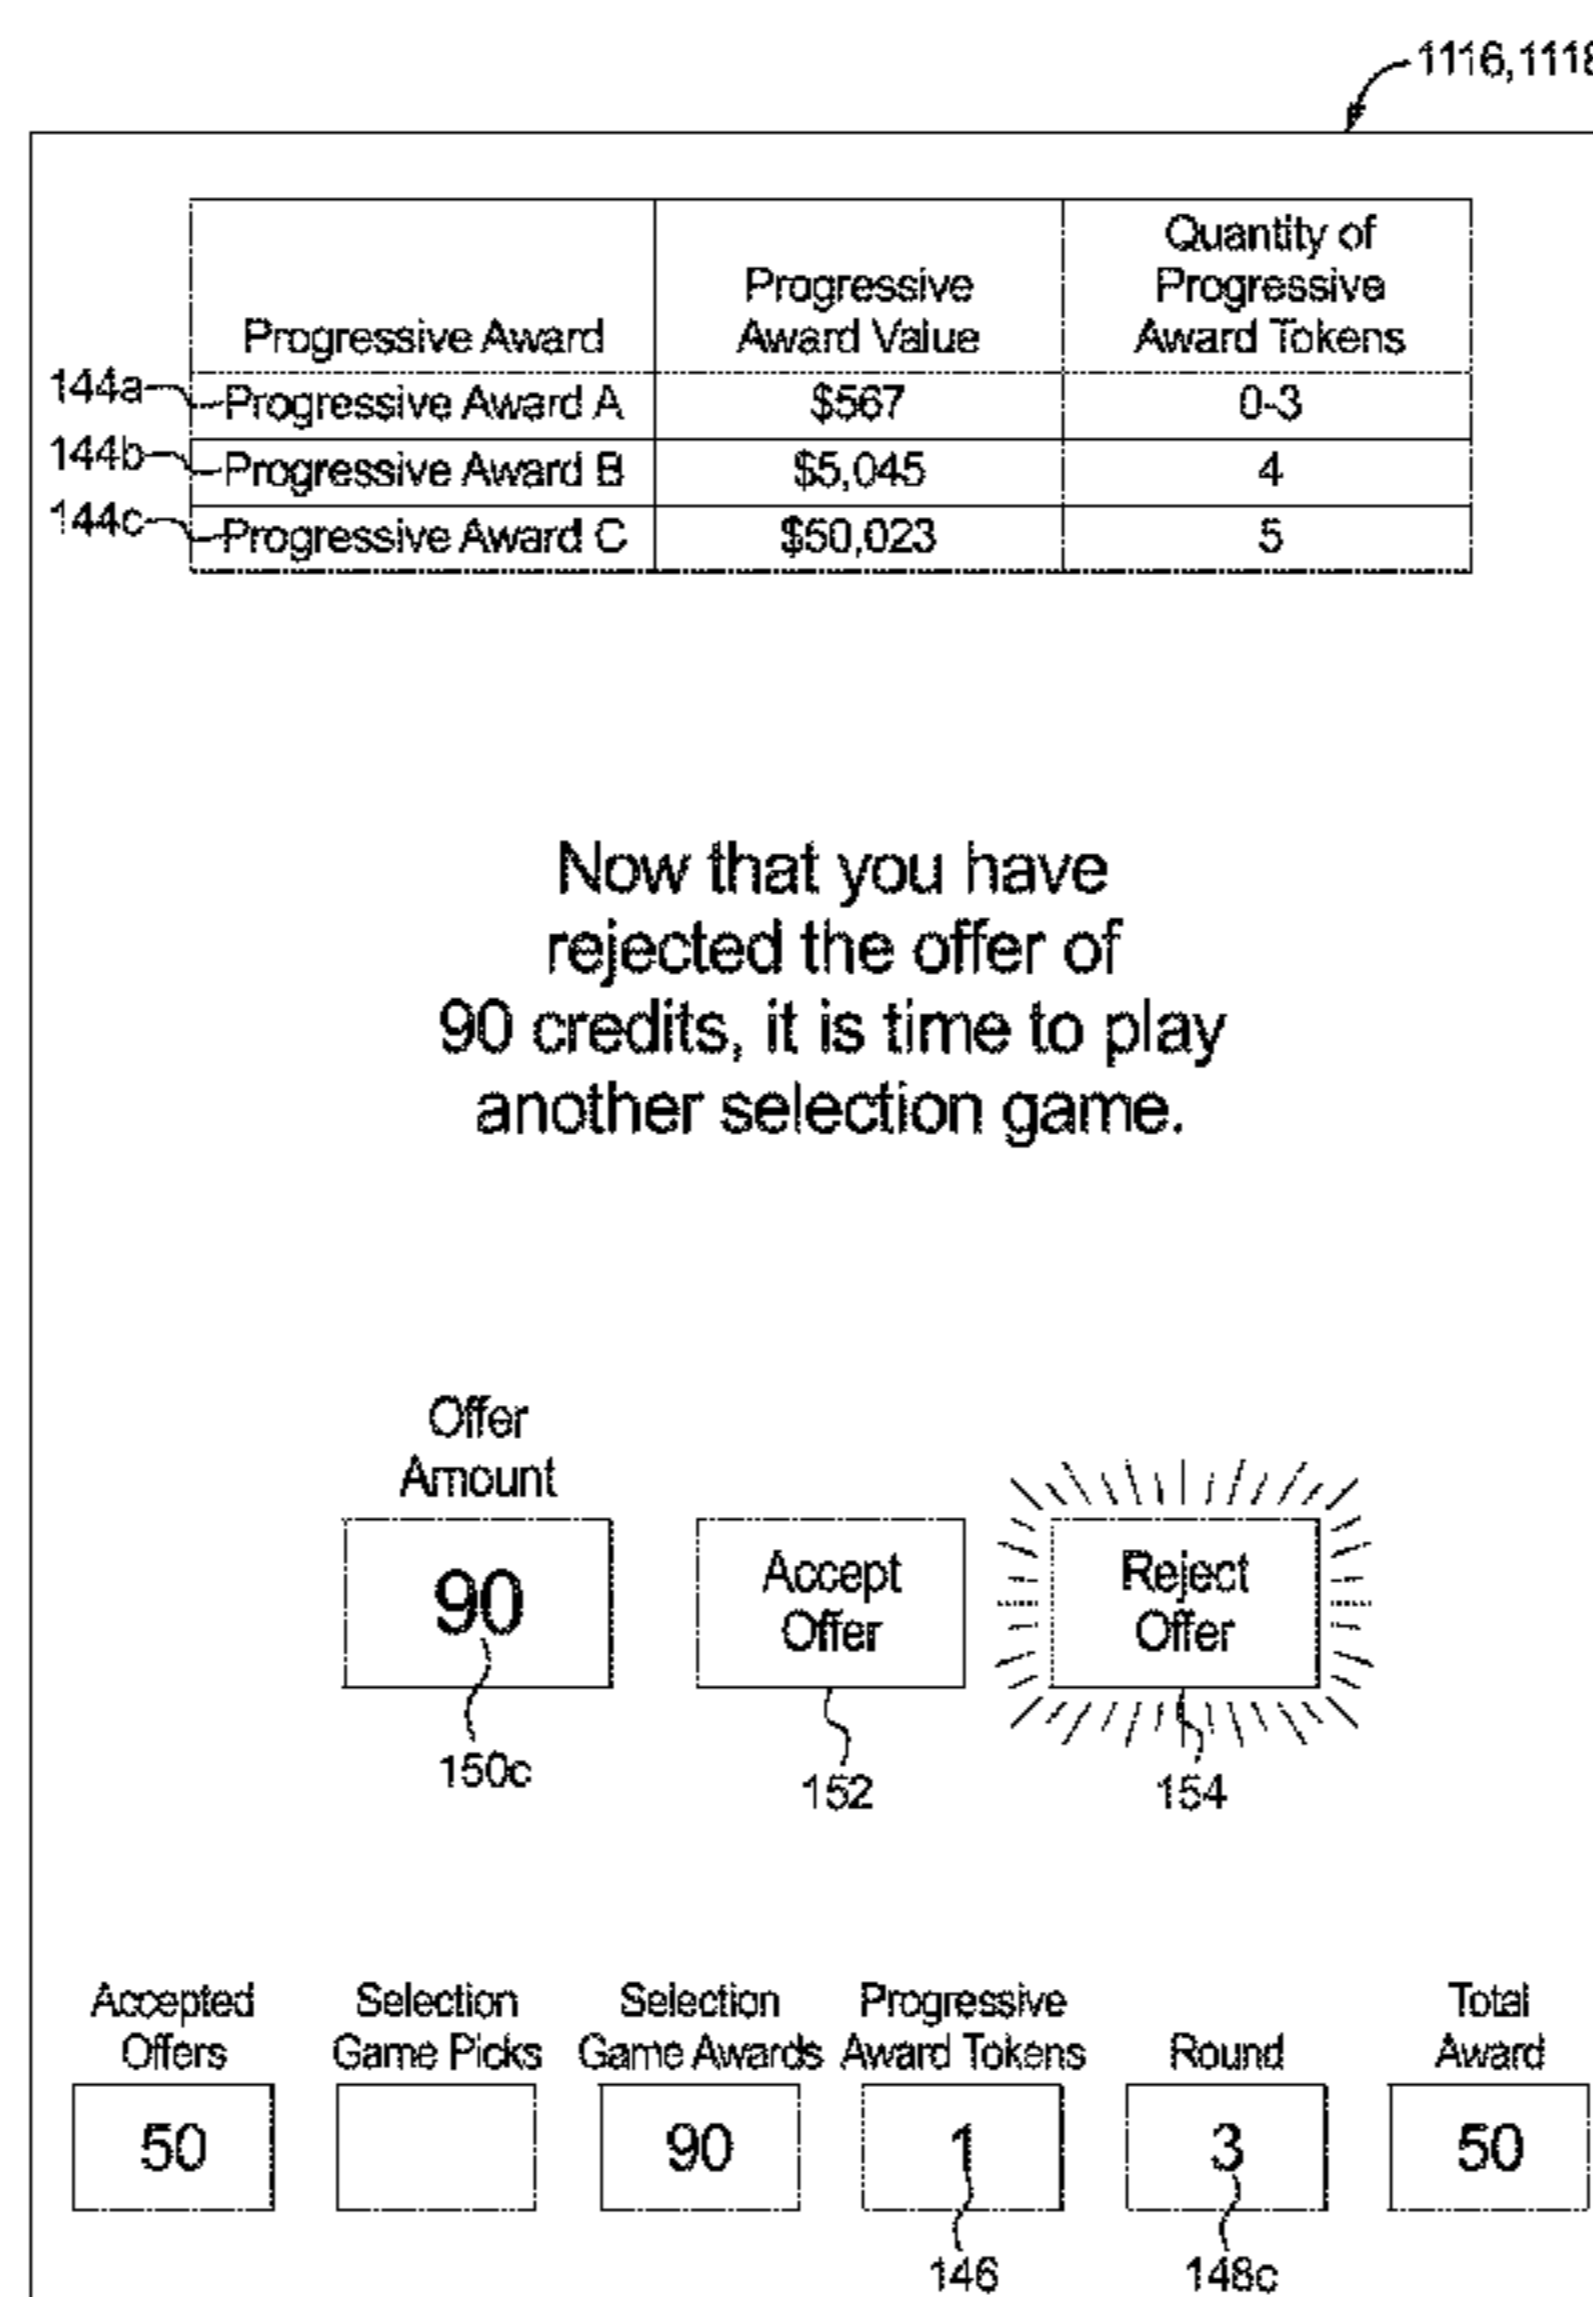 1116, 1118
Quantity of
Progressive Progressive
Progressive Award Award Value Award Tokens
144a Progressive Award A $567 0-3
144b Progressive Award B $5,045 4
144c Progressive Award C $50,023 5
Now that you have
rejected the offer of
90 credits, it is time to play
another selection game.
Offer
Amount
90 Accept Reject
Offer Offer
150c 152 154
Accepted Selection Selection Progressive Total
Offers Game Picks Game Awards Award Tokens Round Award
50 90 1 3 50
146 148c